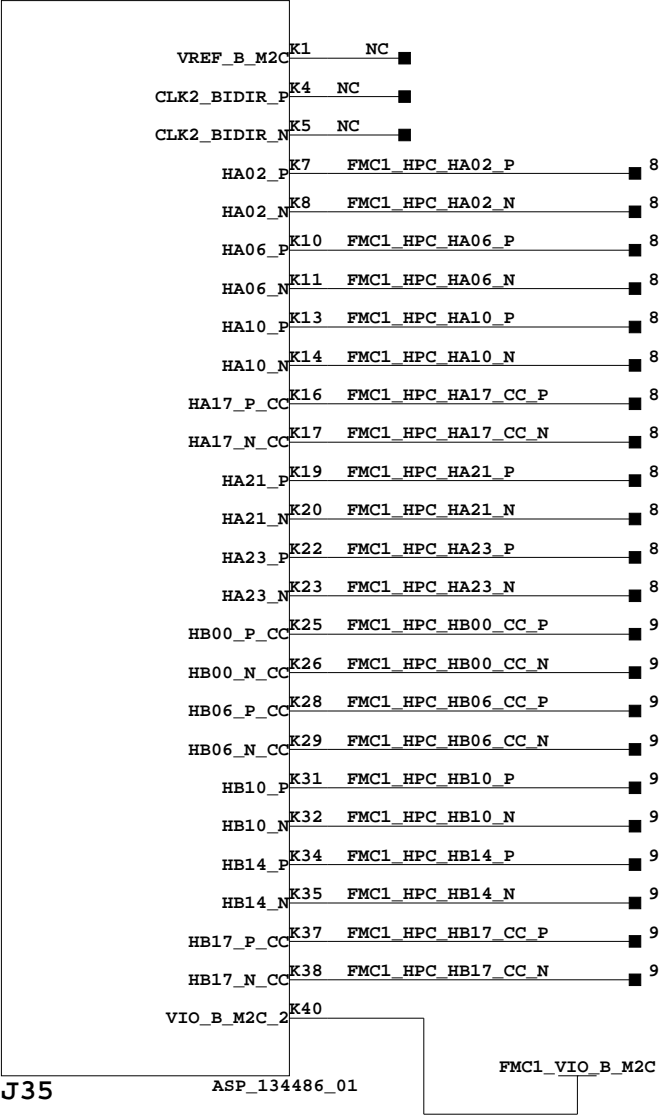 VREF_B_M2C K1 NC
CLK2_BIDIR_P K4 NC
CLK2_BIDIR_N K5 NC
HA02_P K7 FMC1_HPC_HA02_P 8
HA02_N K8 FMC1_HPC_HA02_N 8
HA06_P K10 FMC1_HPC_HA06_P 8
HA06_N K11 FMC1_HPC_HA06_N 8
HA10_P K13 FMC1_HPC_HA10_P 8
HA10_N K14 FMC1_HPC_HA10_N 8
HA17_P_CC K16 FMC1_HPC_HA17_CC_P 8
HA17_N_CC K17 FMC1_HPC_HA17_CC_N 8
HA21_P K19 FMC1_HPC_HA21_P 8
HA21_N K20 FMC1_HPC_HA21_N 8
HA23_P K22 FMC1_HPC_HA23_P 8
HA23_N K23 FMC1_HPC_HA23_N 8
HB00_P_CC K25 FMC1_HPC_HB00_CC_P 9
HB00_N_CC K26 FMC1_HPC_HB00_CC_N 9
HB06_P_CC K28 FMC1_HPC_HB06_CC_P 9
HB06_N_CC K29 FMC1_HPC_HB06_CC_N 9
HB10_P K31 FMC1_HPC_HB10_P 9
HB10_N K32 FMC1_HPC_HB10_N 9
HB14_P K34 FMC1_HPC_HB14_P 9
HB14_N K35 FMC1_HPC_HB14_N 9
HB17_P_CC K37 FMC1_HPC_HB17_CC_P 9
HB17_N_CC K38 FMC1_HPC_HB17_CC_N 9
VIO_B_M2C_2 K40
FMC1_VIO_B_M2C
J35 ASP_134486_01